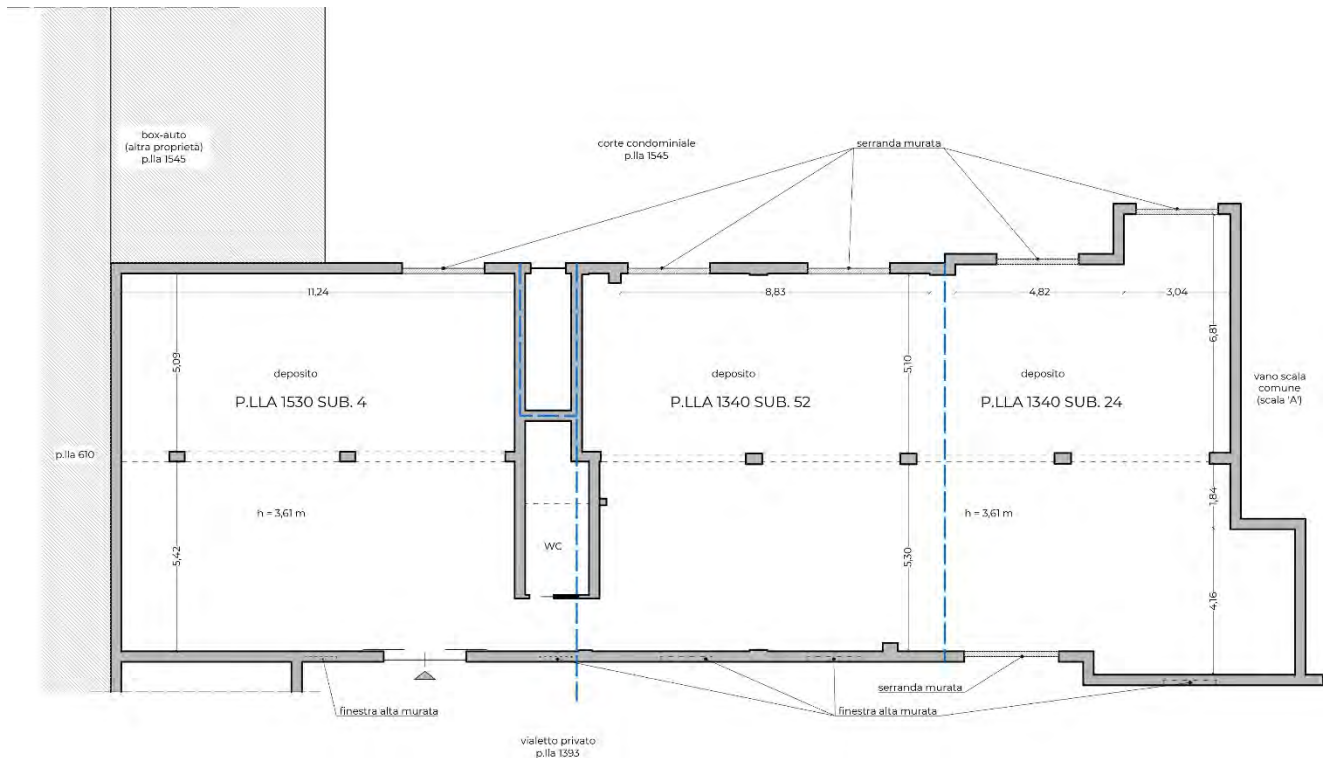 box-auto
(altra proprietà)
p.lla 1545
corte condominiale
p.lla 1545
serranda murata
11,24
8,83
4,82
3,04
5,09
5,10
6,81
deposito
P.LLA 1530 SUB. 4
deposito
P.LLA 1340 SUB. 52
deposito
P.LLA 1340 SUB. 24
vano scala
comune
(scala 'A')
p.lla 610
h = 3,61 m
h = 3,61 m
1,84
WC
5,42
5,30
4,16
serranda murata
finestra alta murata
finestra alta murata
vialetto privato
p.lla 1393